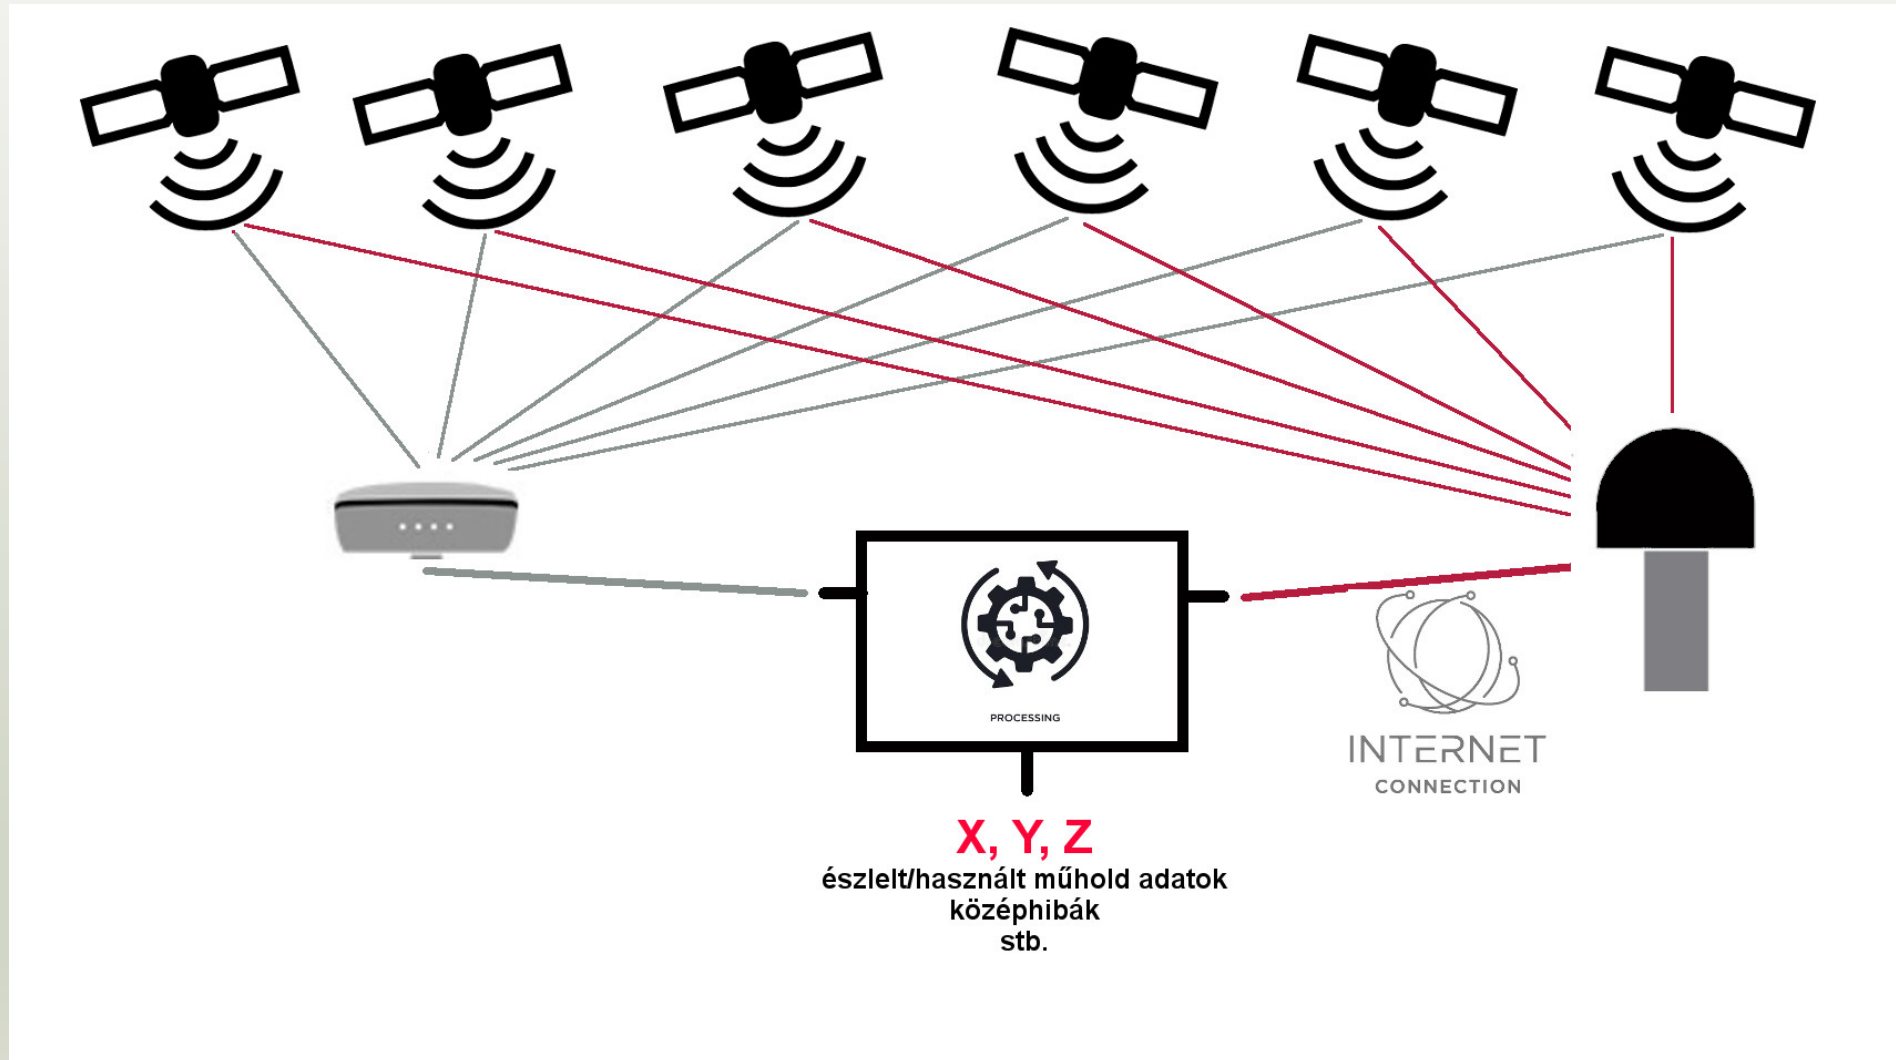 PROCESSING
INTERNET
CONNECTION
X, Y, Z
észlelt/használt műhold adatok
középhibák
stb.